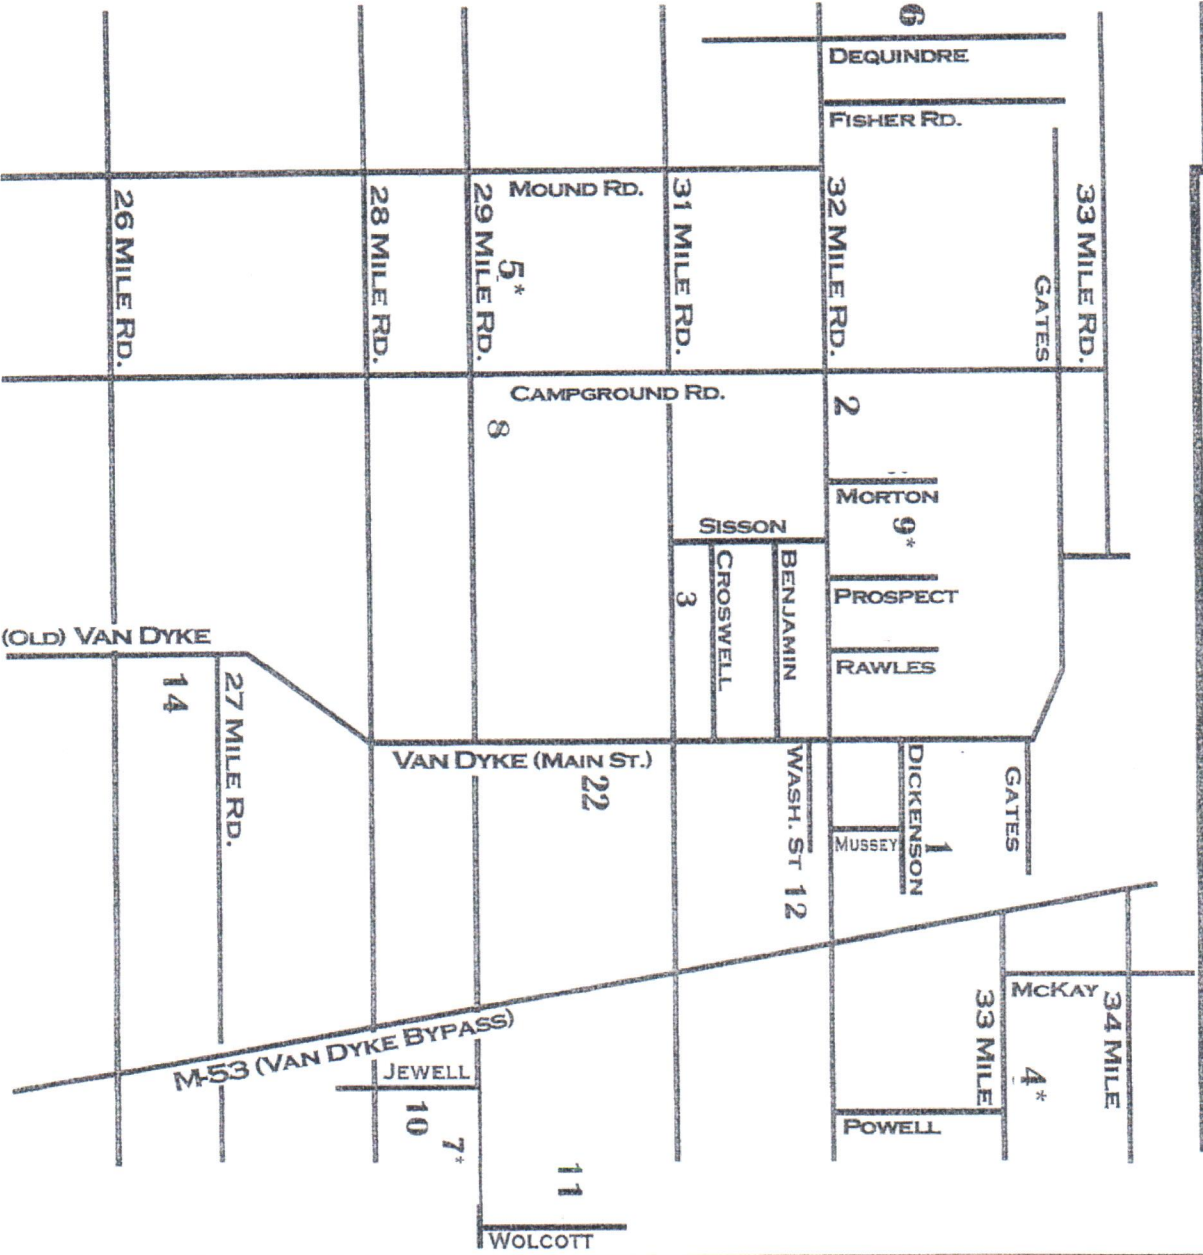 6
DEQUINDRE
FISHER RD.
33 MILE RD.
GATES
26 MILE RD.
28 MILE RD.
29 MILE RD.
MOUND RD.
31 MILE RD.
32 MILE RD.
5*
CAMPGROUND RD.
2
8
MORTON
9*
SISSON
CROSWELL
BENJAMIN
3
PROSPECT
(OLD) VAN DYKE
RAWLES
14
27 MILE RD.
VAN DYKE (MAIN ST.)
22
WASH. ST
12
DICKENSON
GATES
MUSSEY
1
33 MILE
MCKAY
34 MILE
4*
M-53 (VAN DYKE BYPASS)
JEWELL
10
7*
POWELL
11
WOLCOTT